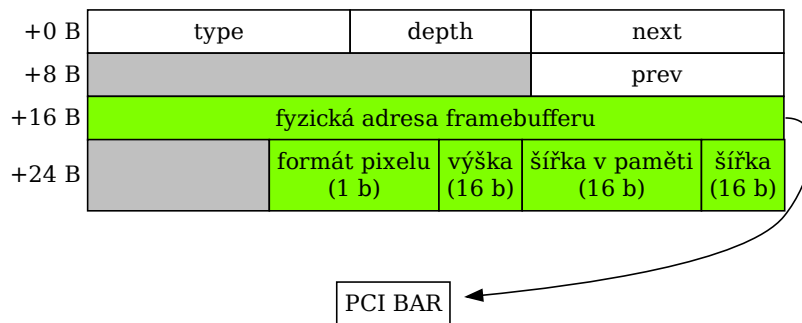 +0 B type depth next
+8 B prev
+16 B fyzická adresa framebufferu
+24 B formát pixelu výška šířka v paměti šířka
(1 b) (16 b) (16 b) (16 b)
PCI BAR